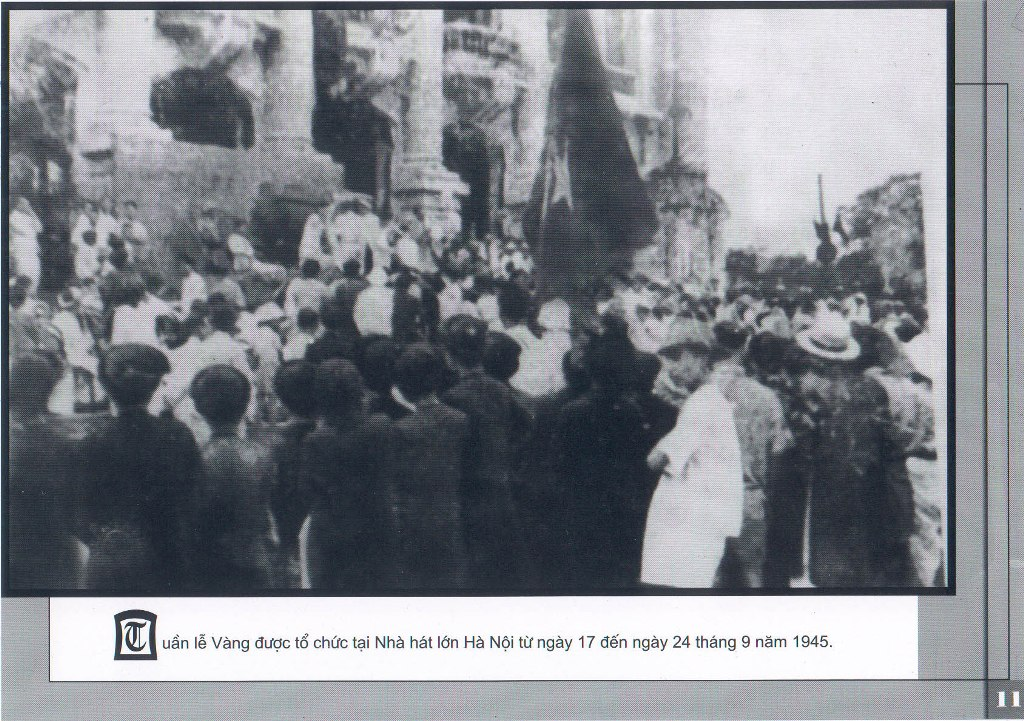 Tuần lễ Vàng được tổ chức tại Nhà hát lớn Hà Nội từ ngày 17 đến ngày 24 tháng 9 năm 1945.
11